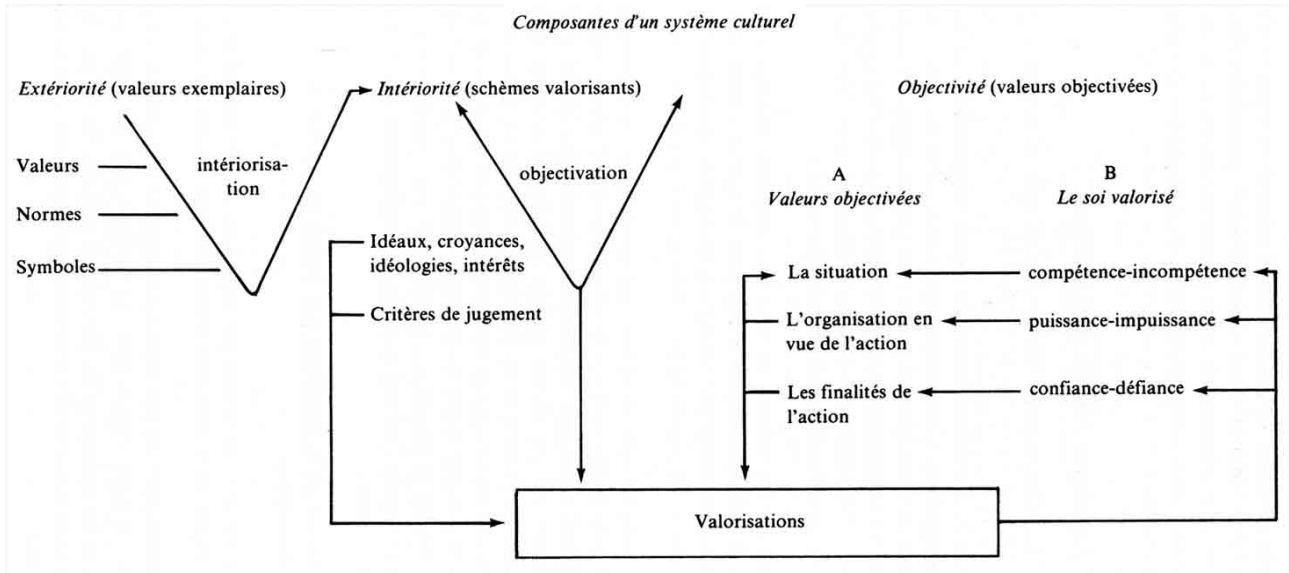 Composantes d'un système culturel
Extériorité (valeurs exemplaires)
Intériorité (schèmes valorisants)
Objectivité (valeurs objectivées)
Valeurs
Normes
Symboles
intériorisa-
tion
objectivation
Idéaux, croyances,
idéologies, intérêts
Critères de jugement
A
Valeurs objectivées
B
Le soi valorisé
La situation
compétence-incompétence
L'organisation en
vue de l'action
puissance-impuissance
Les finalités de
l'action
confiance-défiance
Valorisations